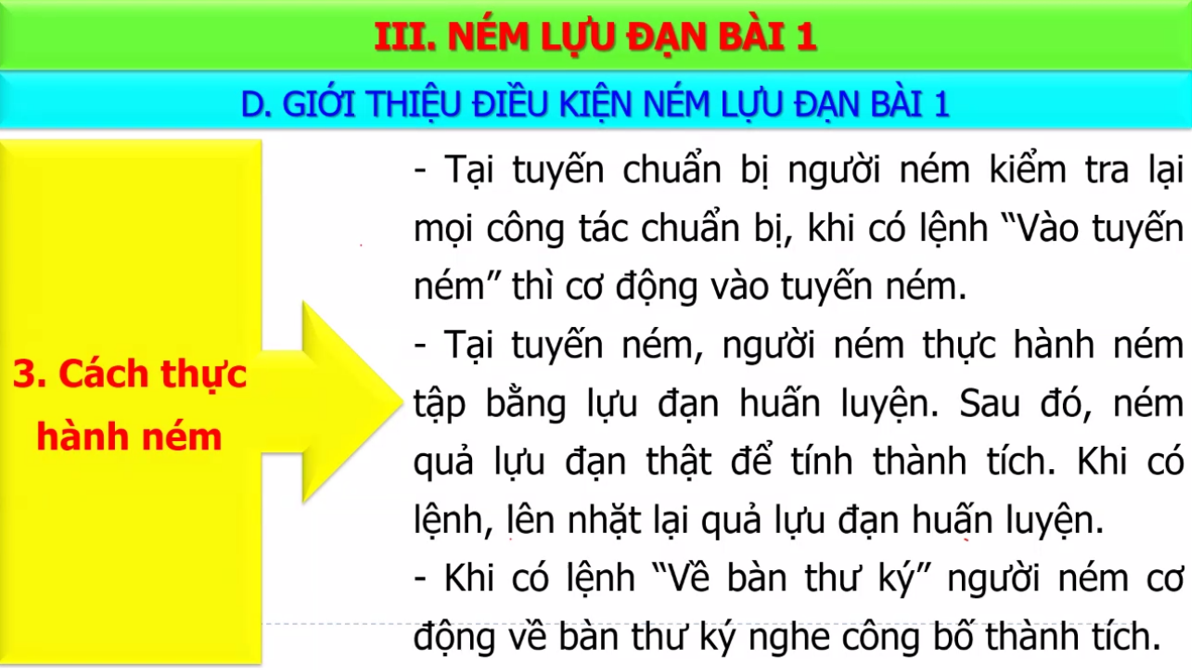 III. NÉM LỰU ĐẠN BÀI 1
D. GIỚI THIỆU ĐIỀU KIỆN NÉM LỰU ĐẠN BÀI 1
3. Cách thực
hành ném
- Tại tuyến chuẩn bị người ném kiểm tra lại
mọi công tác chuẩn bị, khi có lệnh “Vào tuyến
ném” thì cơ động vào tuyến ném.
- Tại tuyến ném, người ném thực hành ném
tập bằng lựu đạn huấn luyện. Sau đó, ném
quả lựu đạn thật để tính thành tích. Khi có
lệnh, lên nhặt lại quả lựu đạn huấn luyện.
- Khi có lệnh “Về bàn thư ký” người ném cơ
động về bàn thư ký nghe công bố thành tích.